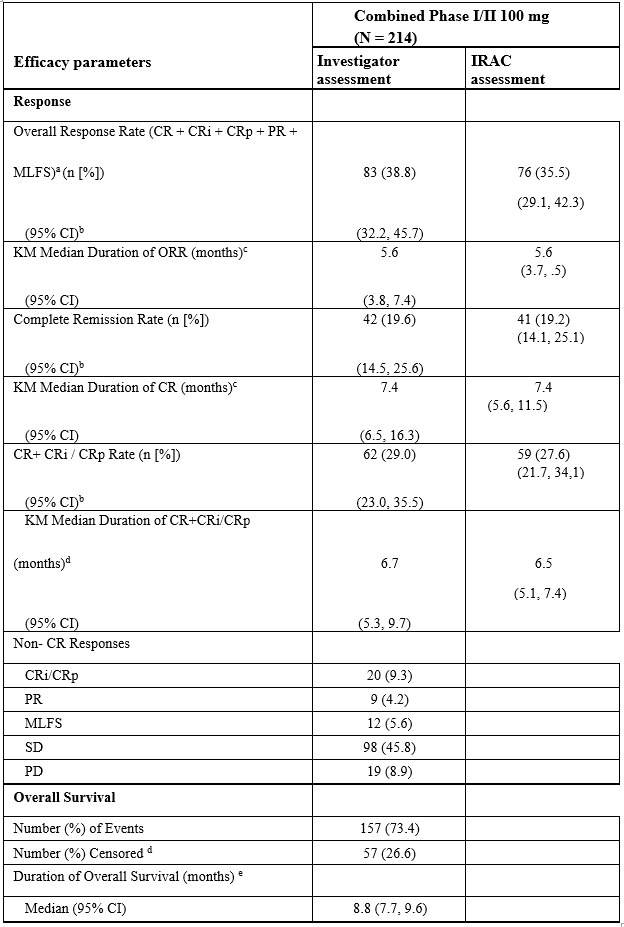 Combined Phase I/II 100 mg
(N = 214)
Efficacy parameters
Investigator
assessment
IRAC
assessment
Response
Overall Response Rate (CR + CRi + CRp + PR +
MLFS)a (n [%])
83 (38.8)
76 (35.5)
(29.1, 42.3)
(95% CI)b
(32.2, 45.7)
KM Median Duration of ORR (months)c
5.6
5.6
(3.7, .5)
(95% CI)
(3.8, 7.4)
Complete Remission Rate (n [%])
42 (19.6)
41 (19.2)
(14.1, 25.1)
(95% CI)b
(14.5, 25.6)
KM Median Duration of CR (months)c
7.4
7.4
(5.6, 11.5)
(95% CI)
(6.5, 16.3)
CR+ CRi / CRp Rate (n [%])
62 (29.0)
59 (27.6)
(21.7, 34,1)
(95% CI)b
(23.0, 35.5)
KM Median Duration of CR+CRi/CRp
(months)d
6.7
6.5
(5.1, 7.4)
(95% CI)
(5.3, 9.7)
Non- CR Responses
CRi/CRp
20 (9.3)
PR
9 (4.2)
MLFS
12 (5.6)
SD
98 (45.8)
PD
19 (8.9)
Overall Survival
Number (%) of Events
157 (73.4)
Number (%) Censored d
57 (26.6)
Duration of Overall Survival (months) e
Median (95% CI)
8.8 (7.7, 9.6)